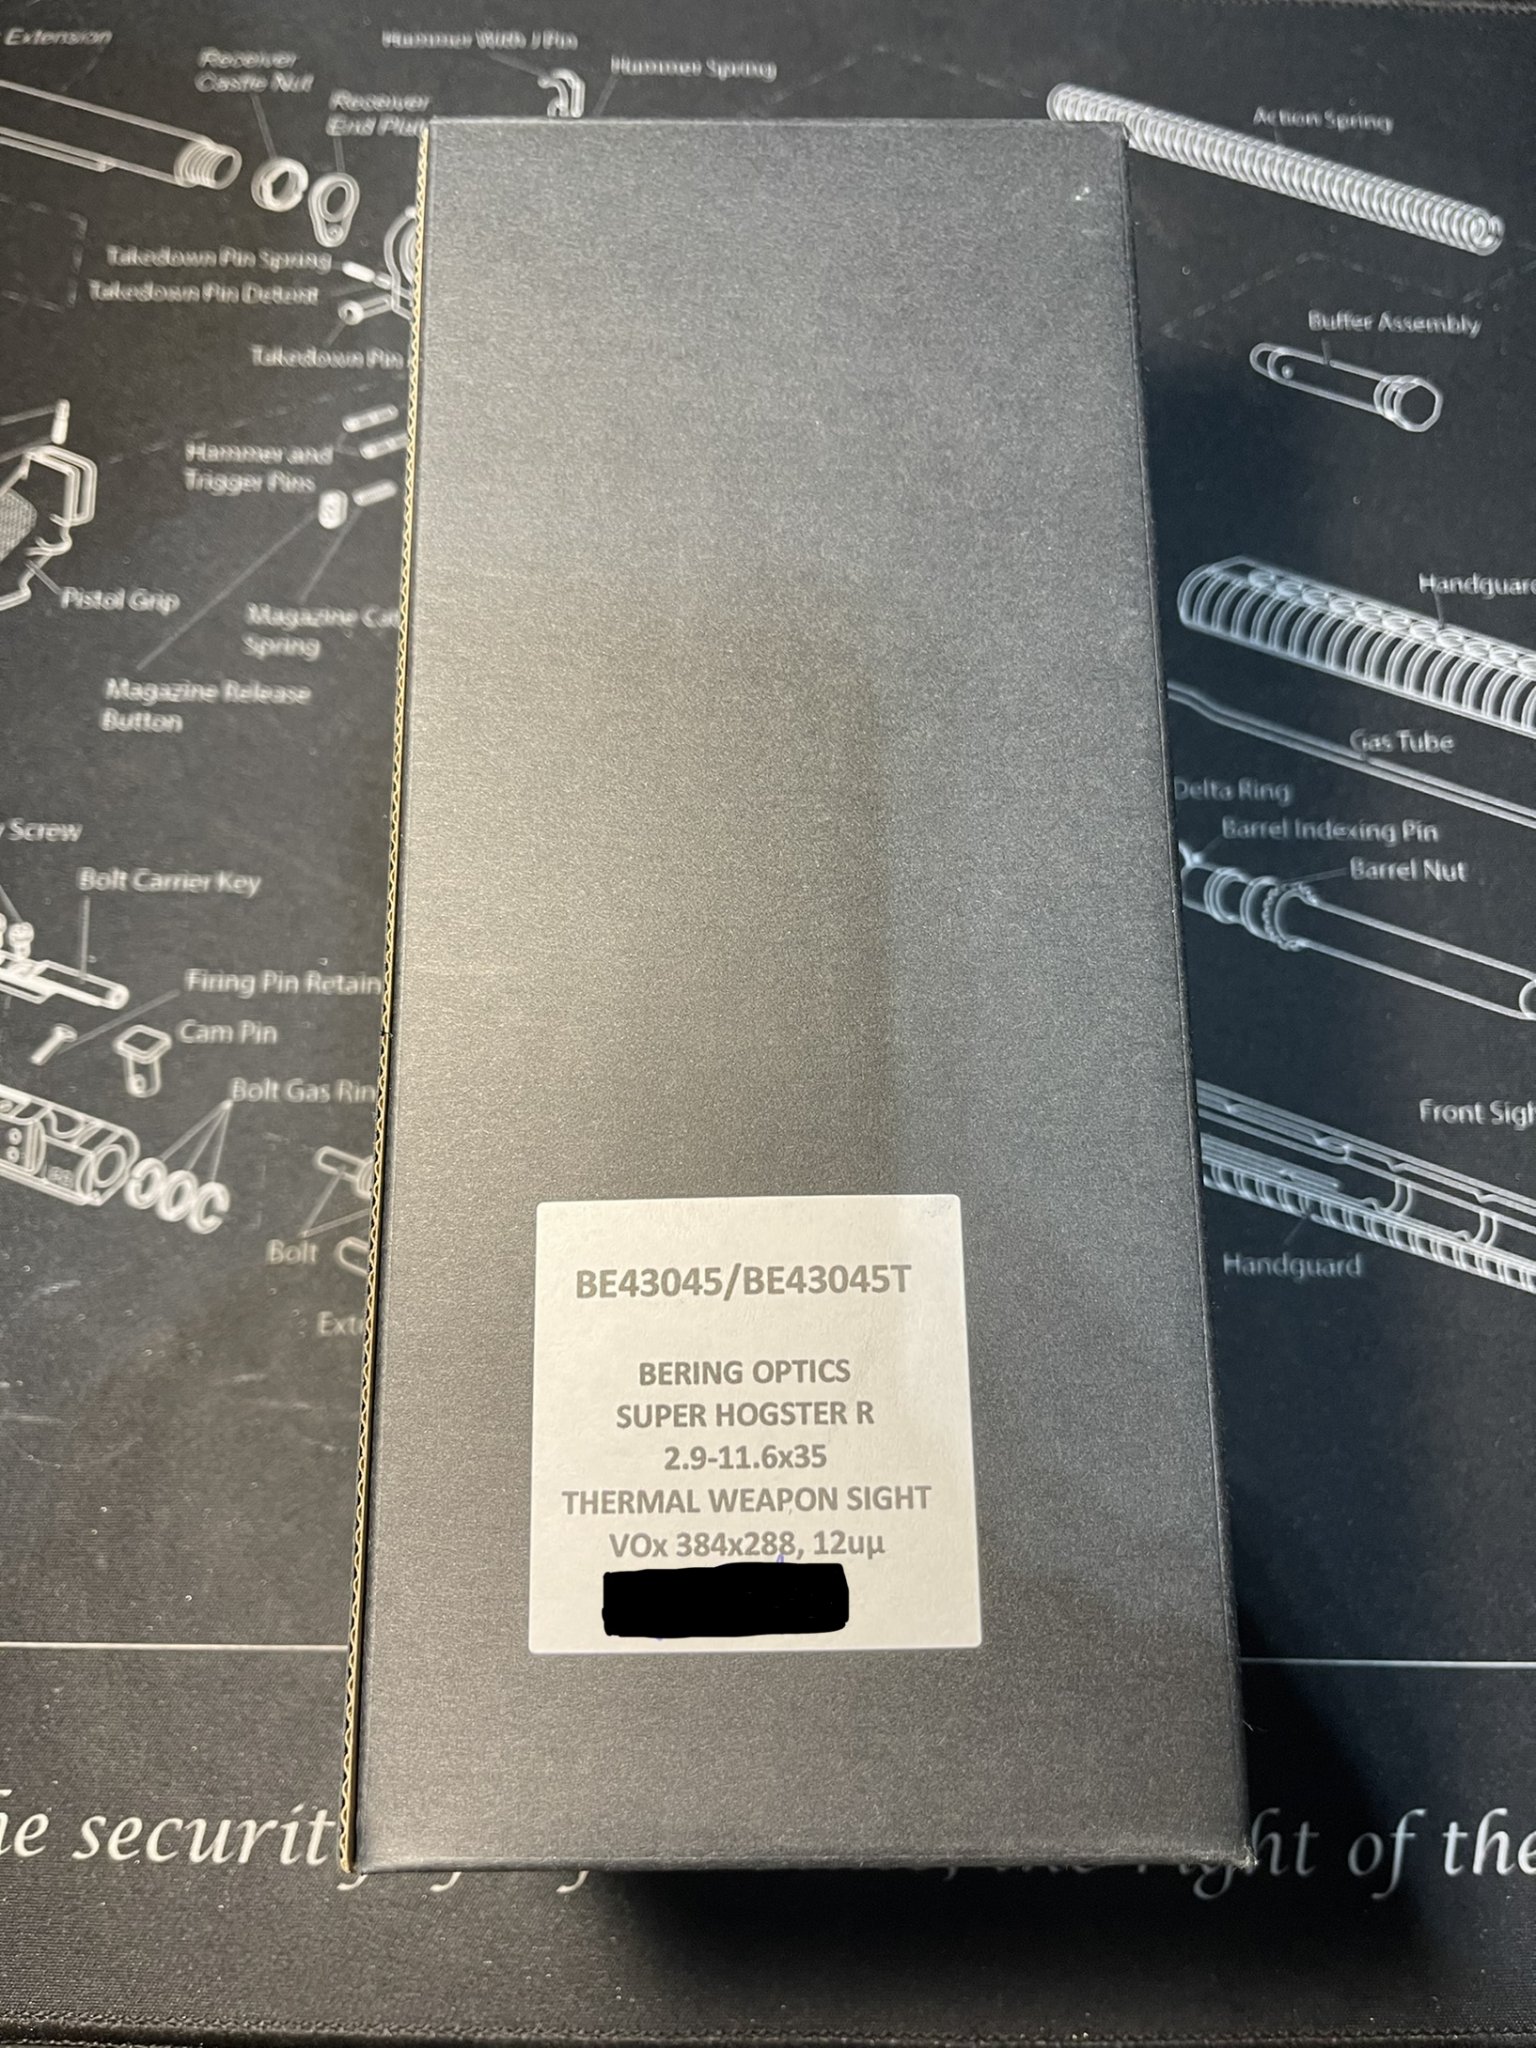 Extension
Receiver
Castle Nut
Receiver
End Plate
Hammer With J Pin
Hammer Spring
Action Spring
Takedown Pin Spring
Takedown Pin Detent
Takedown Pin
Buffer Assembly
Hammer and
Trigger Pins
Pistol Grip
Magazine
Spring
Magazine Release
Button
Handguard
Gas Tube
Delta Ring
Barrel Indexing Pin
Barrel Nut
Screw
Bolt Carrier Key
Firing Pin Retain
Cam Pin
Bolt Gas Rin
Bolt
Front Sigh
Handguard
BE43045/BE43045T
BERING OPTICS
SUPER HOGSTER R
2.9-11.6x35
THERMAL WEAPON SIGHT
VOx 384x288, 12uµ
securit
right of the